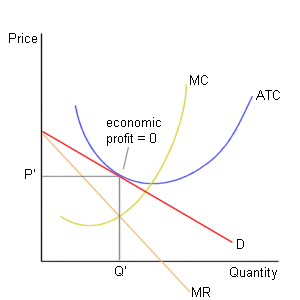 Price
MC
ATC
economic
profit = 0
P'
D
Q'
Quantity
MR